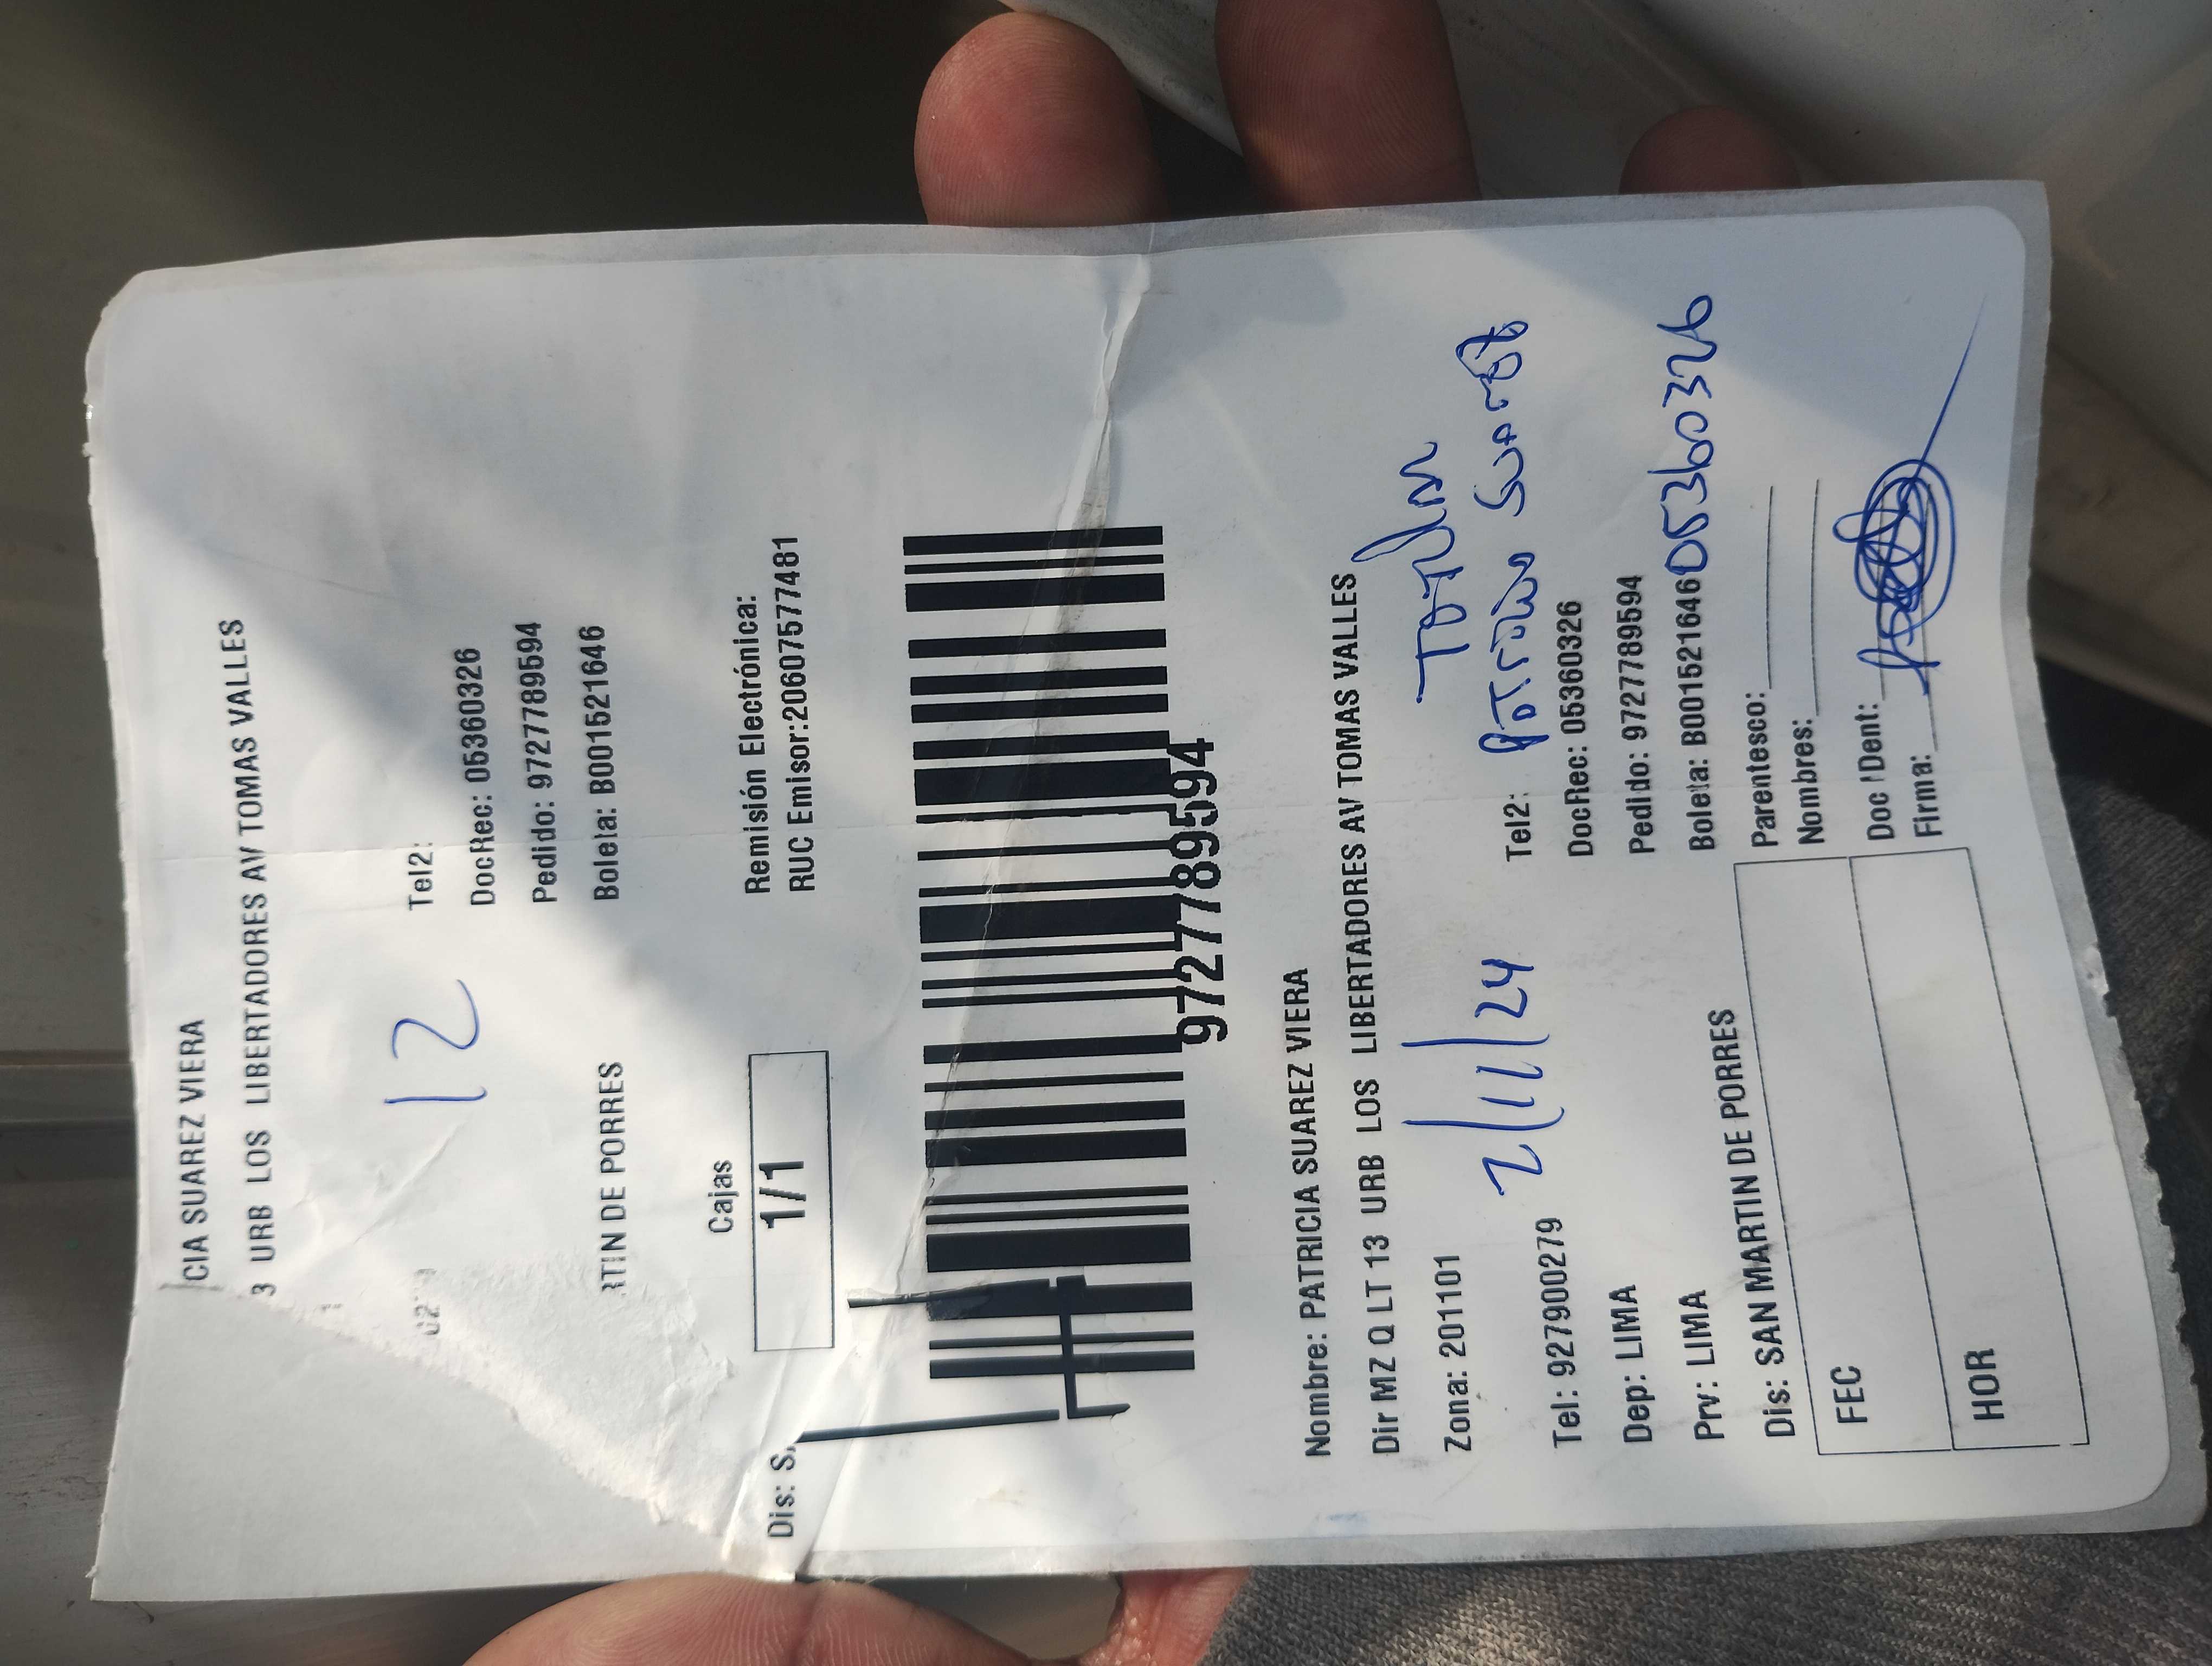 CIA SUAREZ VIERA
3 URB LOS LIBERTADORES AV TOMAS VALLES
12
Tel2:
DocRec: 05360326
Pedido: 9727789594
Boleta: B001521646
RTIN DE PORRES
Cajas
1/1
Remisión Electrónica:
RUC Emisor:20607577481
Dis: S
9727789594
Nombre: PATRICIA SUAREZ VIERA
Dir MZ Q LT 13 URB LOS LIBERTADORES AV TOMAS VALLES
Zona: 201101
2/11/24
Titular
Tel: 927900279
Tel2: Patricia Suarez
Dep: LIMA
DocRec: 05360326
Prv: LIMA
Pedido: 9727789594
Dis: SAN MARTIN DE PORRES
Boleta: B001521646 05360326
Parentesco:
FEC
Nombres:
Doc IDent:
HOR
Firma: